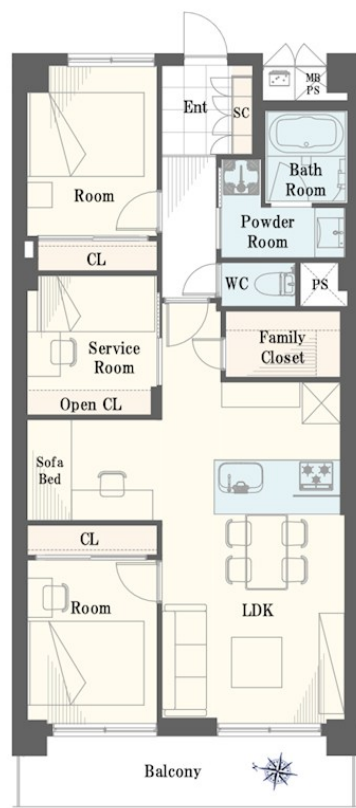 Ent
SC
MB
PS
Bath
Room
Room
Powder
Room
CL
WC
PS
Service
Room
Family
Closet
Open CL
Sofa
Bed
CL
Room
LDK
Balcony